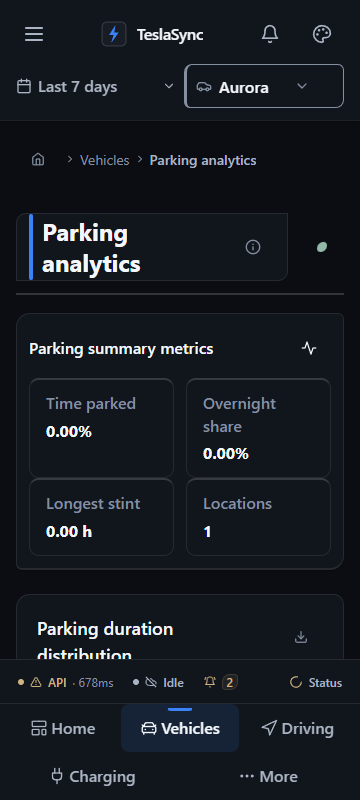 TeslaSync
Last 7 days
Aurora
Vehicles
Parking analytics
Parking
analytics
Parking summary metrics
Time parked
0.00%
Overnight
share
0.00%
Longest stint
0.00 h
Locations
1
Parking duration
distribution
API · 678ms
Idle
2
Status
Home
Vehicles
Driving
Charging
More